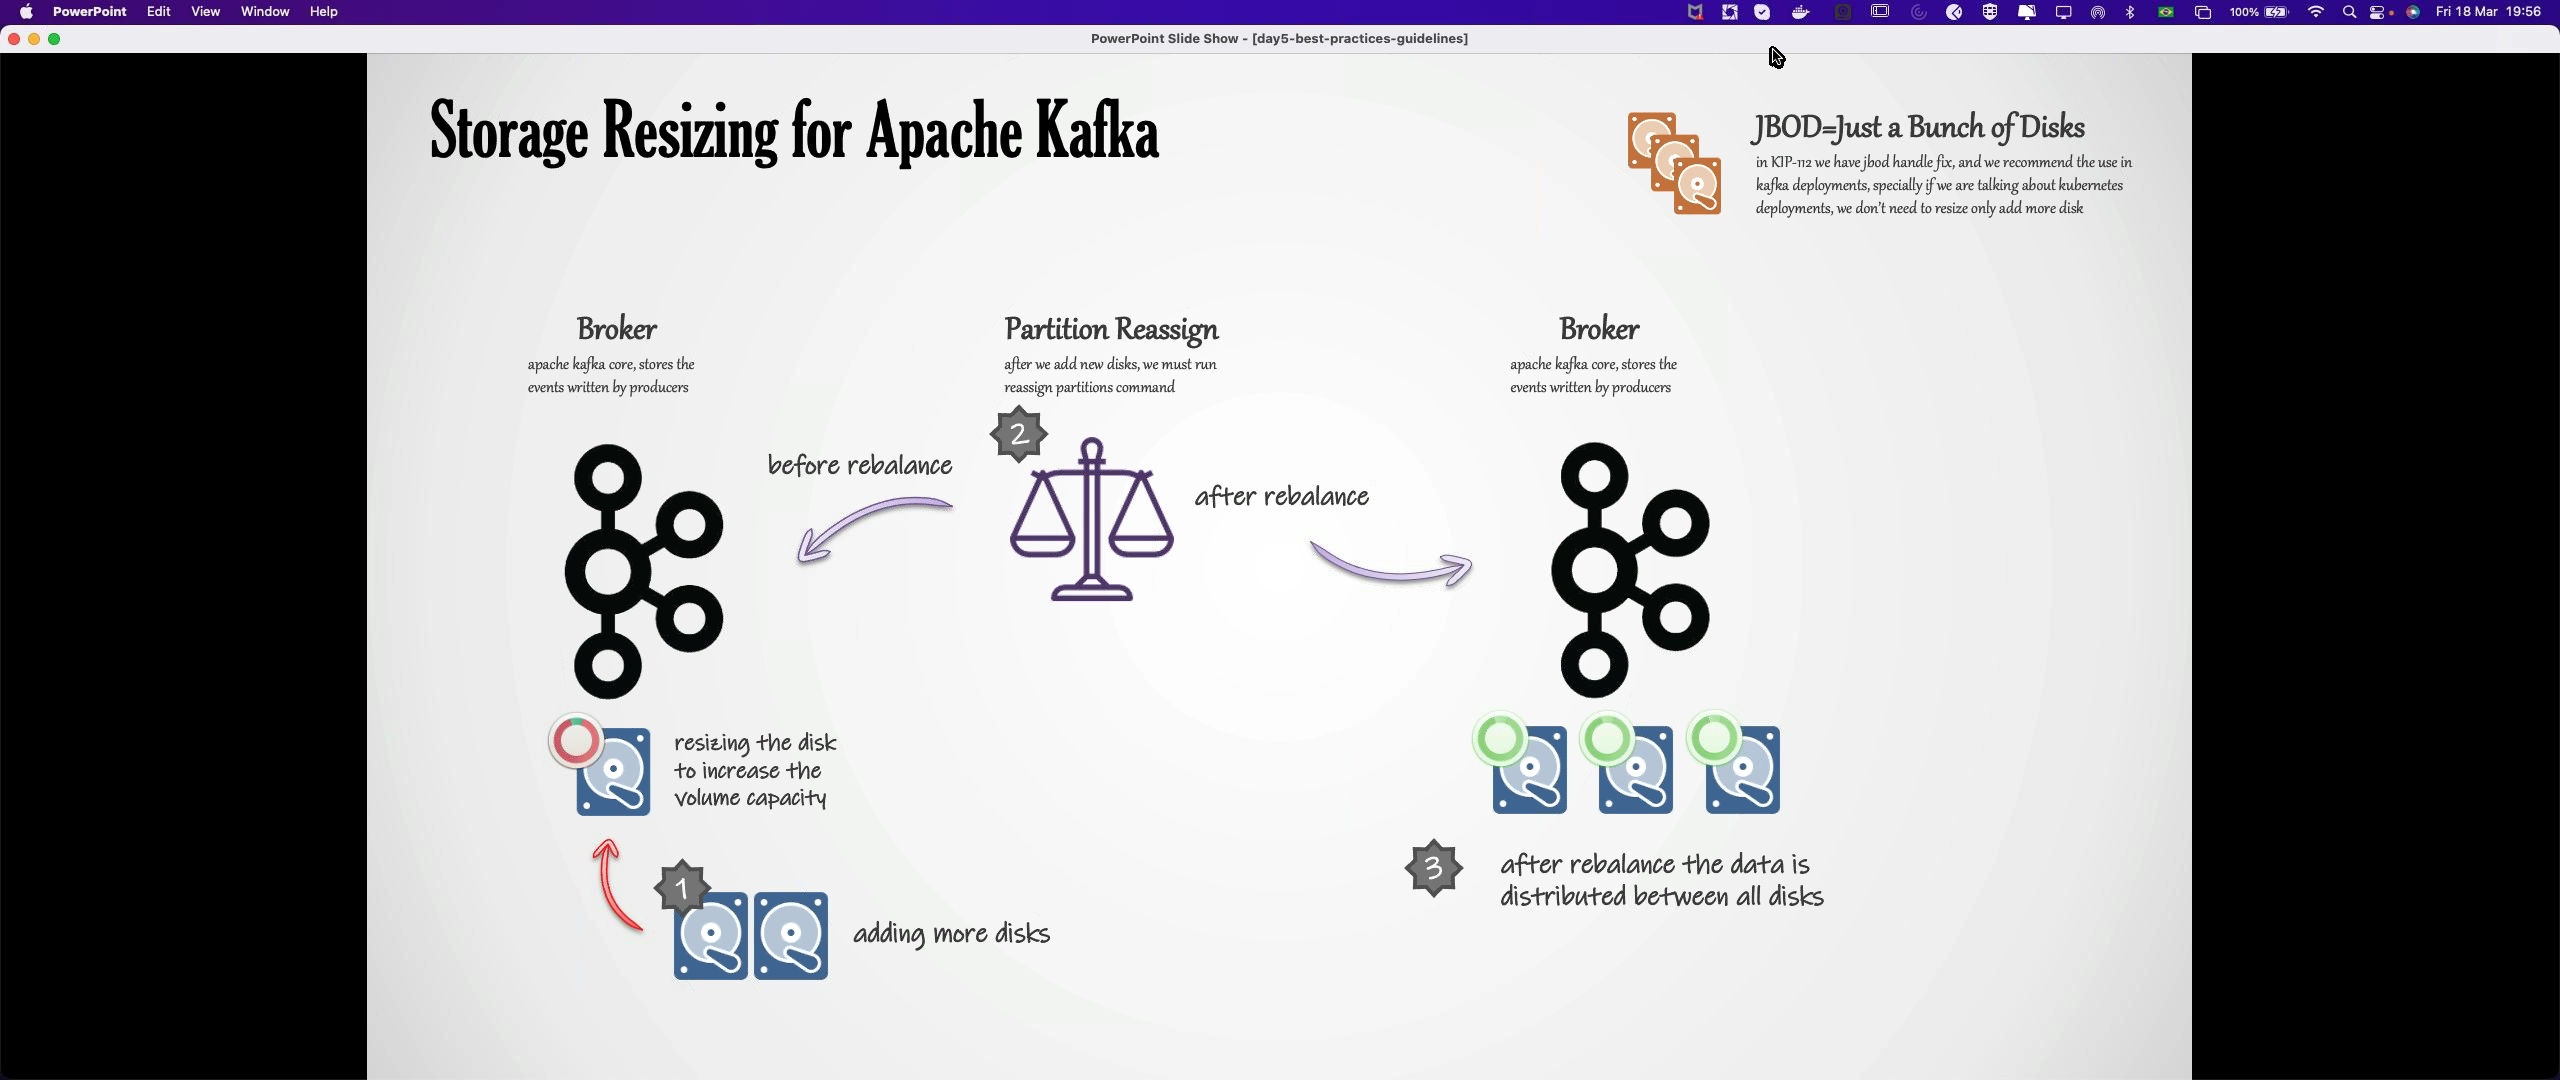 PowerPoint Edit View Window Help
100% Fri 18 Mar 19:56
PowerPoint Slide Show - [day5-best-practices-guidelines]
Storage Resizing for Apache Kafka
JBOD=Just a Bunch of Disks
in KIP-112 we have jbod handle fix, and we recommend the use in
kafka deployments, specially if we are talking about kubernetes
deployments, we don't need to resize only add more disk
Broker
apache kafka core, stores the
events written by producers
Partition Reassign
after we add new disks, we must run
reassign partitions command
Broker
apache kafka core, stores the
events written by producers
2
before rebalance
after rebalance
resizing the disk
to increase the
volume capacity
1
adding more disks
3
after rebalance the data is
distributed between all disks